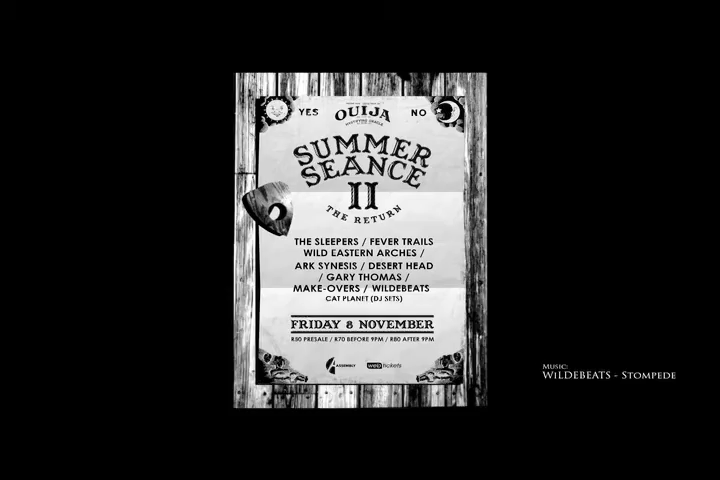 YES
OUIJA
NO
SUMMER
SEANCE
II
THE RETURN
THE SLEEPERS / FEVER TRAILS
WILD EASTERN ARCHES /
ARK SYNESIS / DESERT HEAD
/ GARY THOMAS /
MAKE-OVERS / WILDEBEATS
CAT PLANET (DJ SETS)
FRIDAY 8 NOVEMBER
R50 PRESALE / R70 BEFORE 9PM / R80 AFTER 9PM
ASSEMBLY
webtickets
MUSIC:
WILDEBEATS - STOMPEDE